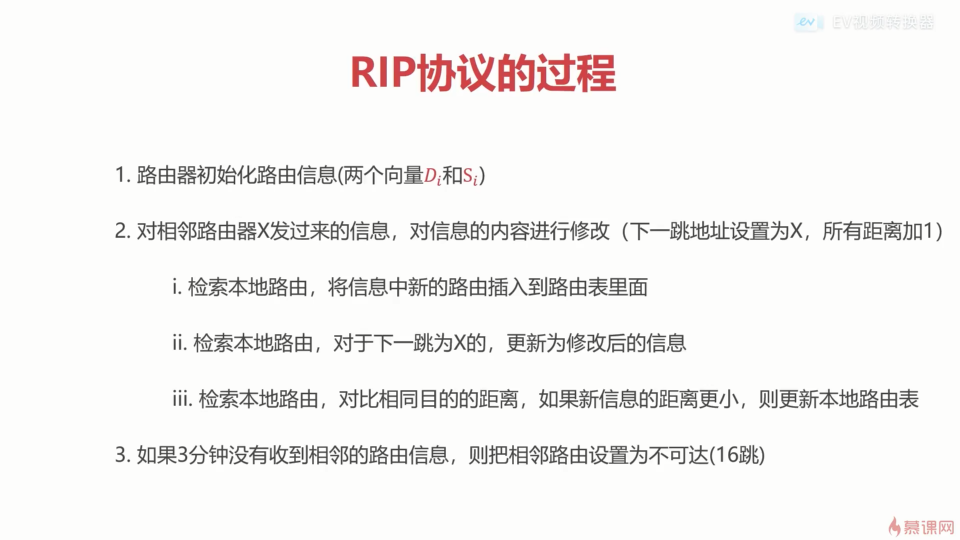 EV视频转换器
RIP协议的过程
1. 路由器初始化路由信息(两个向量Dᵢ和Sᵢ)
2. 对相邻路由器X发过来的信息，对信息的内容进行修改（下一跳地址设置为X，所有距离加1）
i. 检索本地路由，将信息中新的路由插入到路由表里面
ii. 检索本地路由，对于下一跳为X的，更新为修改后的信息
iii. 检索本地路由，对比相同目的的距离，如果新信息的距离更小，则更新本地路由表
3. 如果3分钟没有收到相邻的路由信息，则把相邻路由设置为不可达(16跳)
慕课网